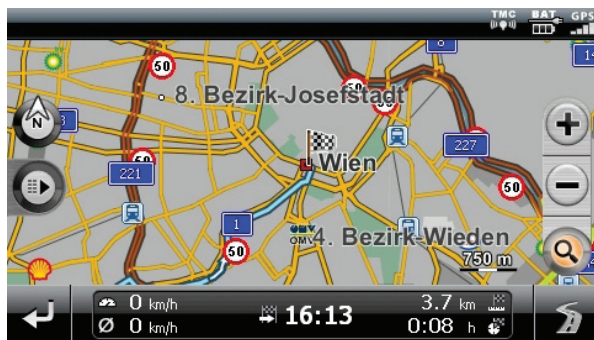 TMC BAT GPS
8
14
50
8. Bezirk-Josefstadt
N
50
221
Wien
227
50
1
50
OMV
4. Bezirk-Wieden
750 m
0 km/h
16:13
3.7 km
Ø 0 km/h
0:08 h